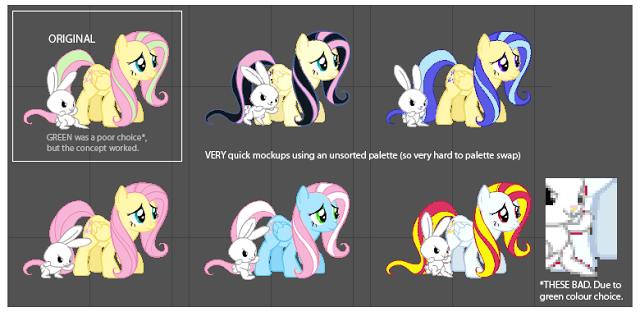 ORIGINAL
GREEN was a poor choice*,
but the concept worked.
VERY quick mockups using an unsorted palette (so very hard to palette swap)
*THESE BAD. Due to
green colour choice.